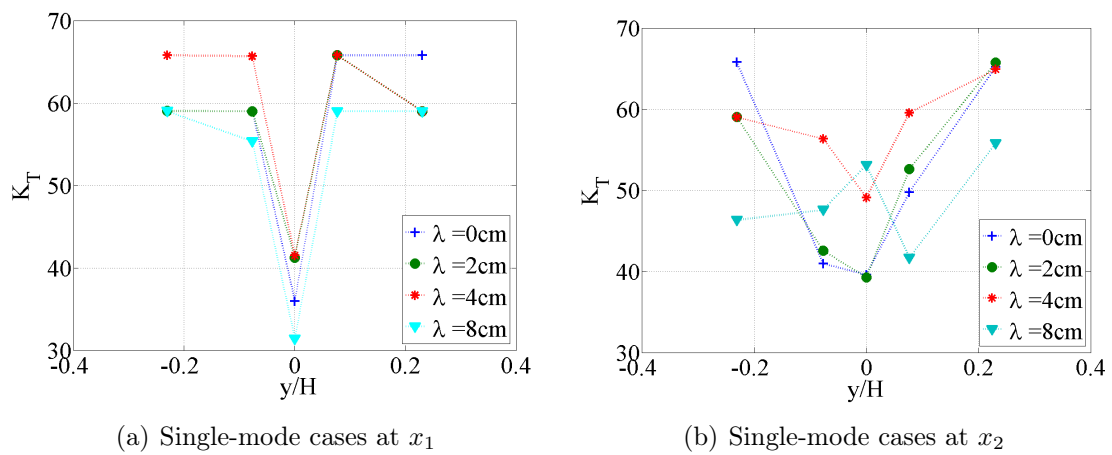 70
60
50
40
30
K_T
-0.4
-0.2
0
0.2
0.4
y/H
λ =0cm
λ =2cm
λ =4cm
λ =8cm
(a) Single-mode cases at x₁
70
60
50
40
30
K_T
-0.4
-0.2
0
0.2
0.4
y/H
λ =0cm
λ =2cm
λ =4cm
λ =8cm
(b) Single-mode cases at x₂